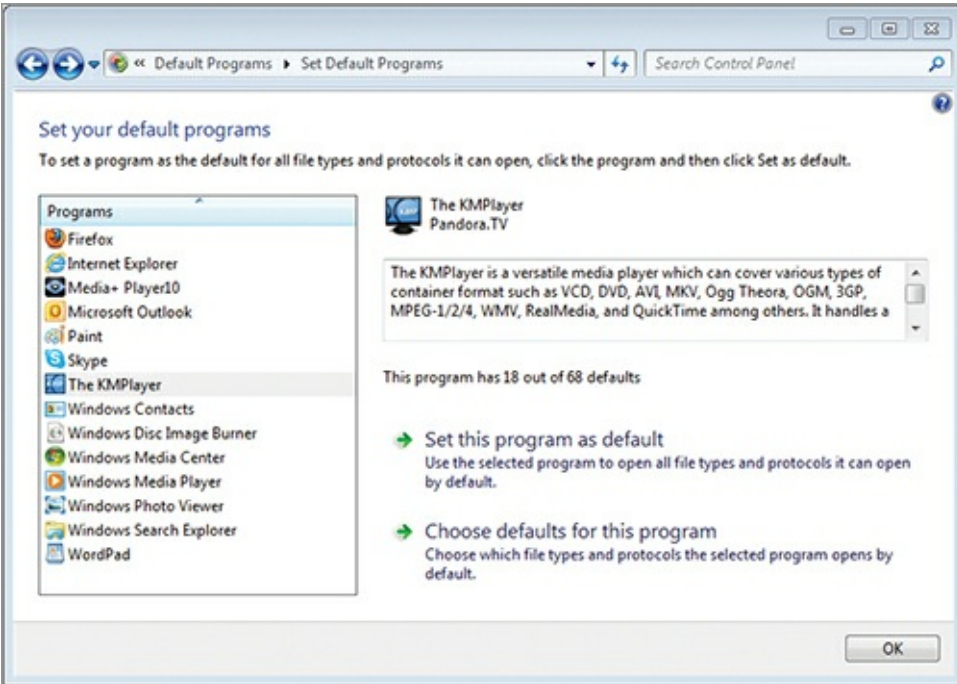 « Default Programs ▸ Set Default Programs
Search Control Panel
Set your default programs
To set a program as the default for all file types and protocols it can open, click the program and then click Set as default.
Programs
Firefox
Internet Explorer
Media+ Player10
Microsoft Outlook
Paint
Skype
The KMPlayer
Windows Contacts
Windows Disc Image Burner
Windows Media Center
Windows Media Player
Windows Photo Viewer
Windows Search Explorer
WordPad
The KMPlayer
Pandora.TV
The KMPlayer is a versatile media player which can cover various types of
container format such as VCD, DVD, AVI, MKV, Ogg Theora, OGM, 3GP,
MPEG-1/2/4, WMV, RealMedia, and QuickTime among others. It handles a
This program has 18 out of 68 defaults
Set this program as default
Use the selected program to open all file types and protocols it can open
by default.
Choose defaults for this program
Choose which file types and protocols the selected program opens by
default.
OK